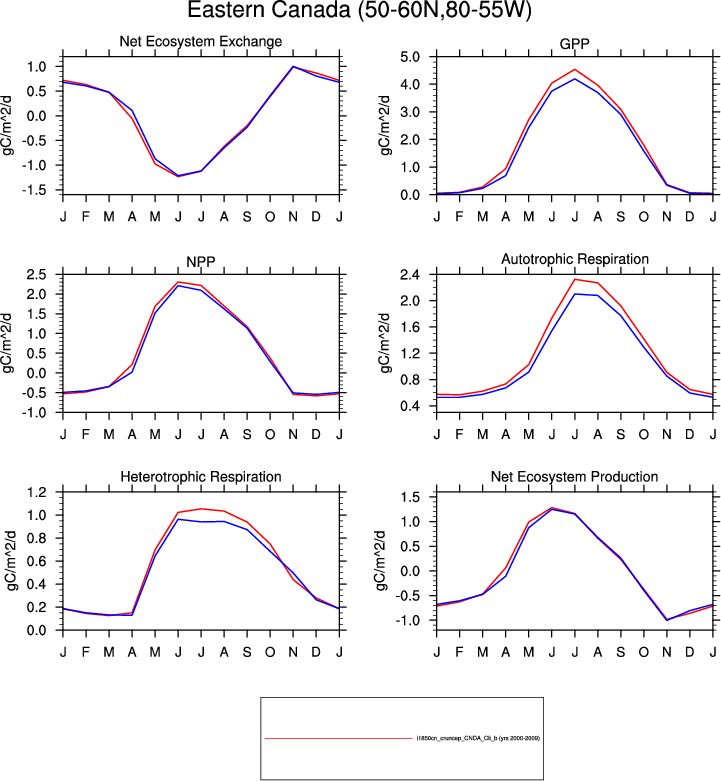 Eastern Canada (50-60N,80-55W)
Net Ecosystem Exchange
GPP
gC/m^2/d
1.0
0.5
0.0
-0.5
-1.0
-1.5
J F M A M J J A S O N D J
gC/m^2/d
5.0
4.0
3.0
2.0
1.0
0.0
J F M A M J J A S O N D J
NPP
Autotrophic Respiration
gC/m^2/d
2.5
2.0
1.5
1.0
0.5
0.0
-0.5
-1.0
J F M A M J J A S O N D J
gC/m^2/d
2.4
2.0
1.6
1.2
0.8
0.4
J F M A M J J A S O N D J
Heterotrophic Respiration
Net Ecosystem Production
gC/m^2/d
1.2
1.0
0.8
0.6
0.4
0.2
0.0
J F M A M J J A S O N D J
gC/m^2/d
1.5
1.0
0.5
0.0
-0.5
-1.0
J F M A M J J A S O N D J
i1850cn_cruncep_CNDA_Cli_b (yrs 2000-2009)